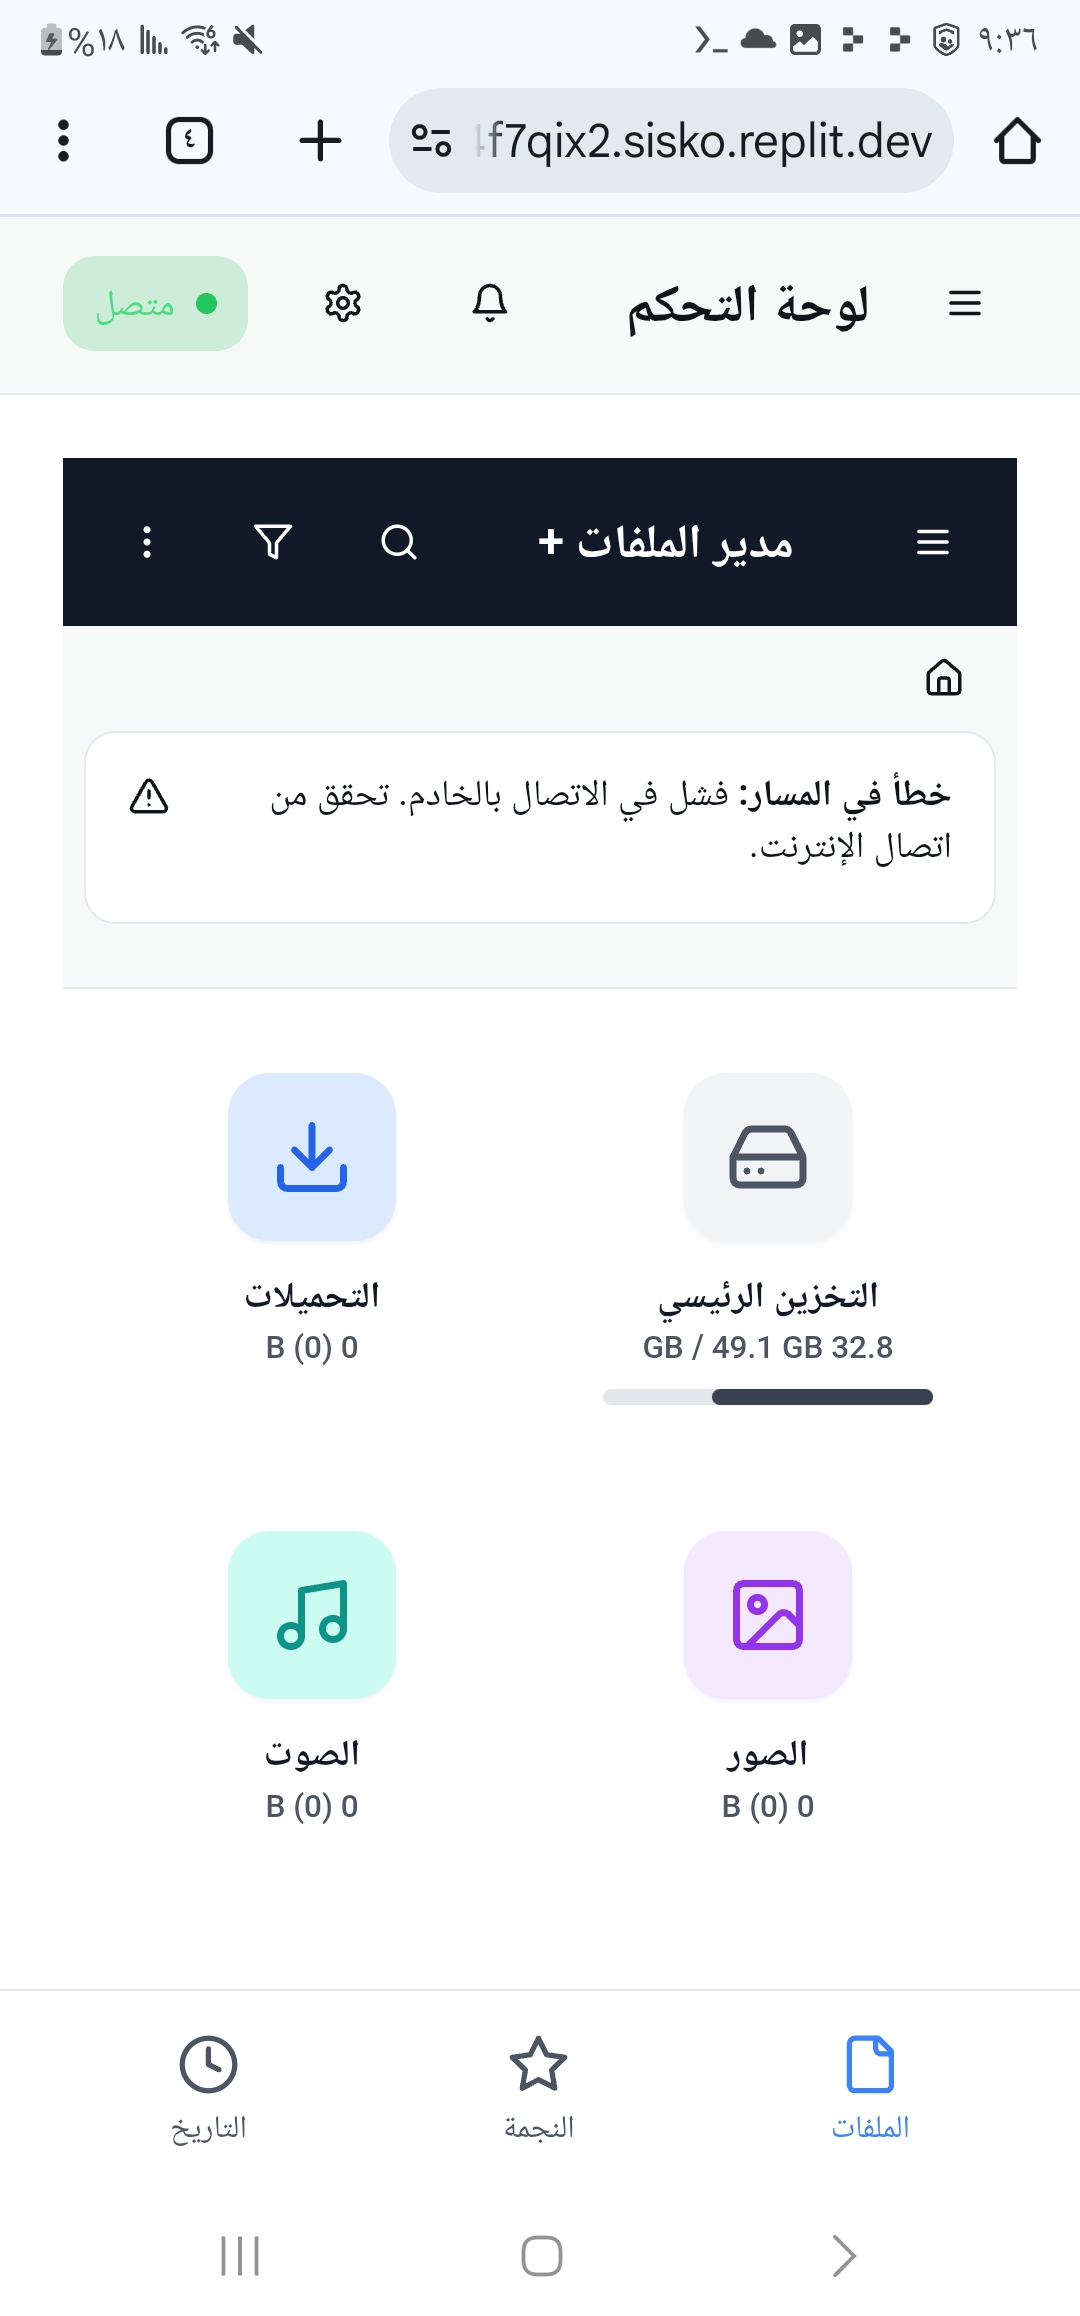 ٩:٣٦
%١٨
6
٤
f7qix2.sisko.replit.dev
لوحة التحكم
متصل
مدير الملفات +
خطأ في المسار: فشل في الاتصال بالخادم. تحقق من
اتصال الإنترنت.
التخزين الرئيسي
GB / 49.1 GB 32.8
التحميلات
B (0) 0
الصور
B (0) 0
الصوت
B (0) 0
الملفات
النجمة
التاريخ